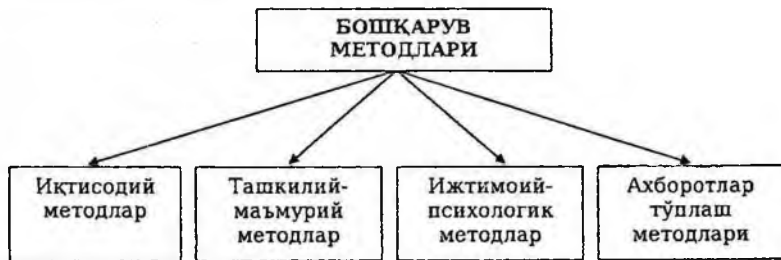 БОШҚАРУВ
МЕТОДЛАРИ
Иқтисодий
методлар
Ташкилий-
маъмурий
методлар
Ижтимоий-
психологик
методлар
Ахборотлар
тўплаш
методлари